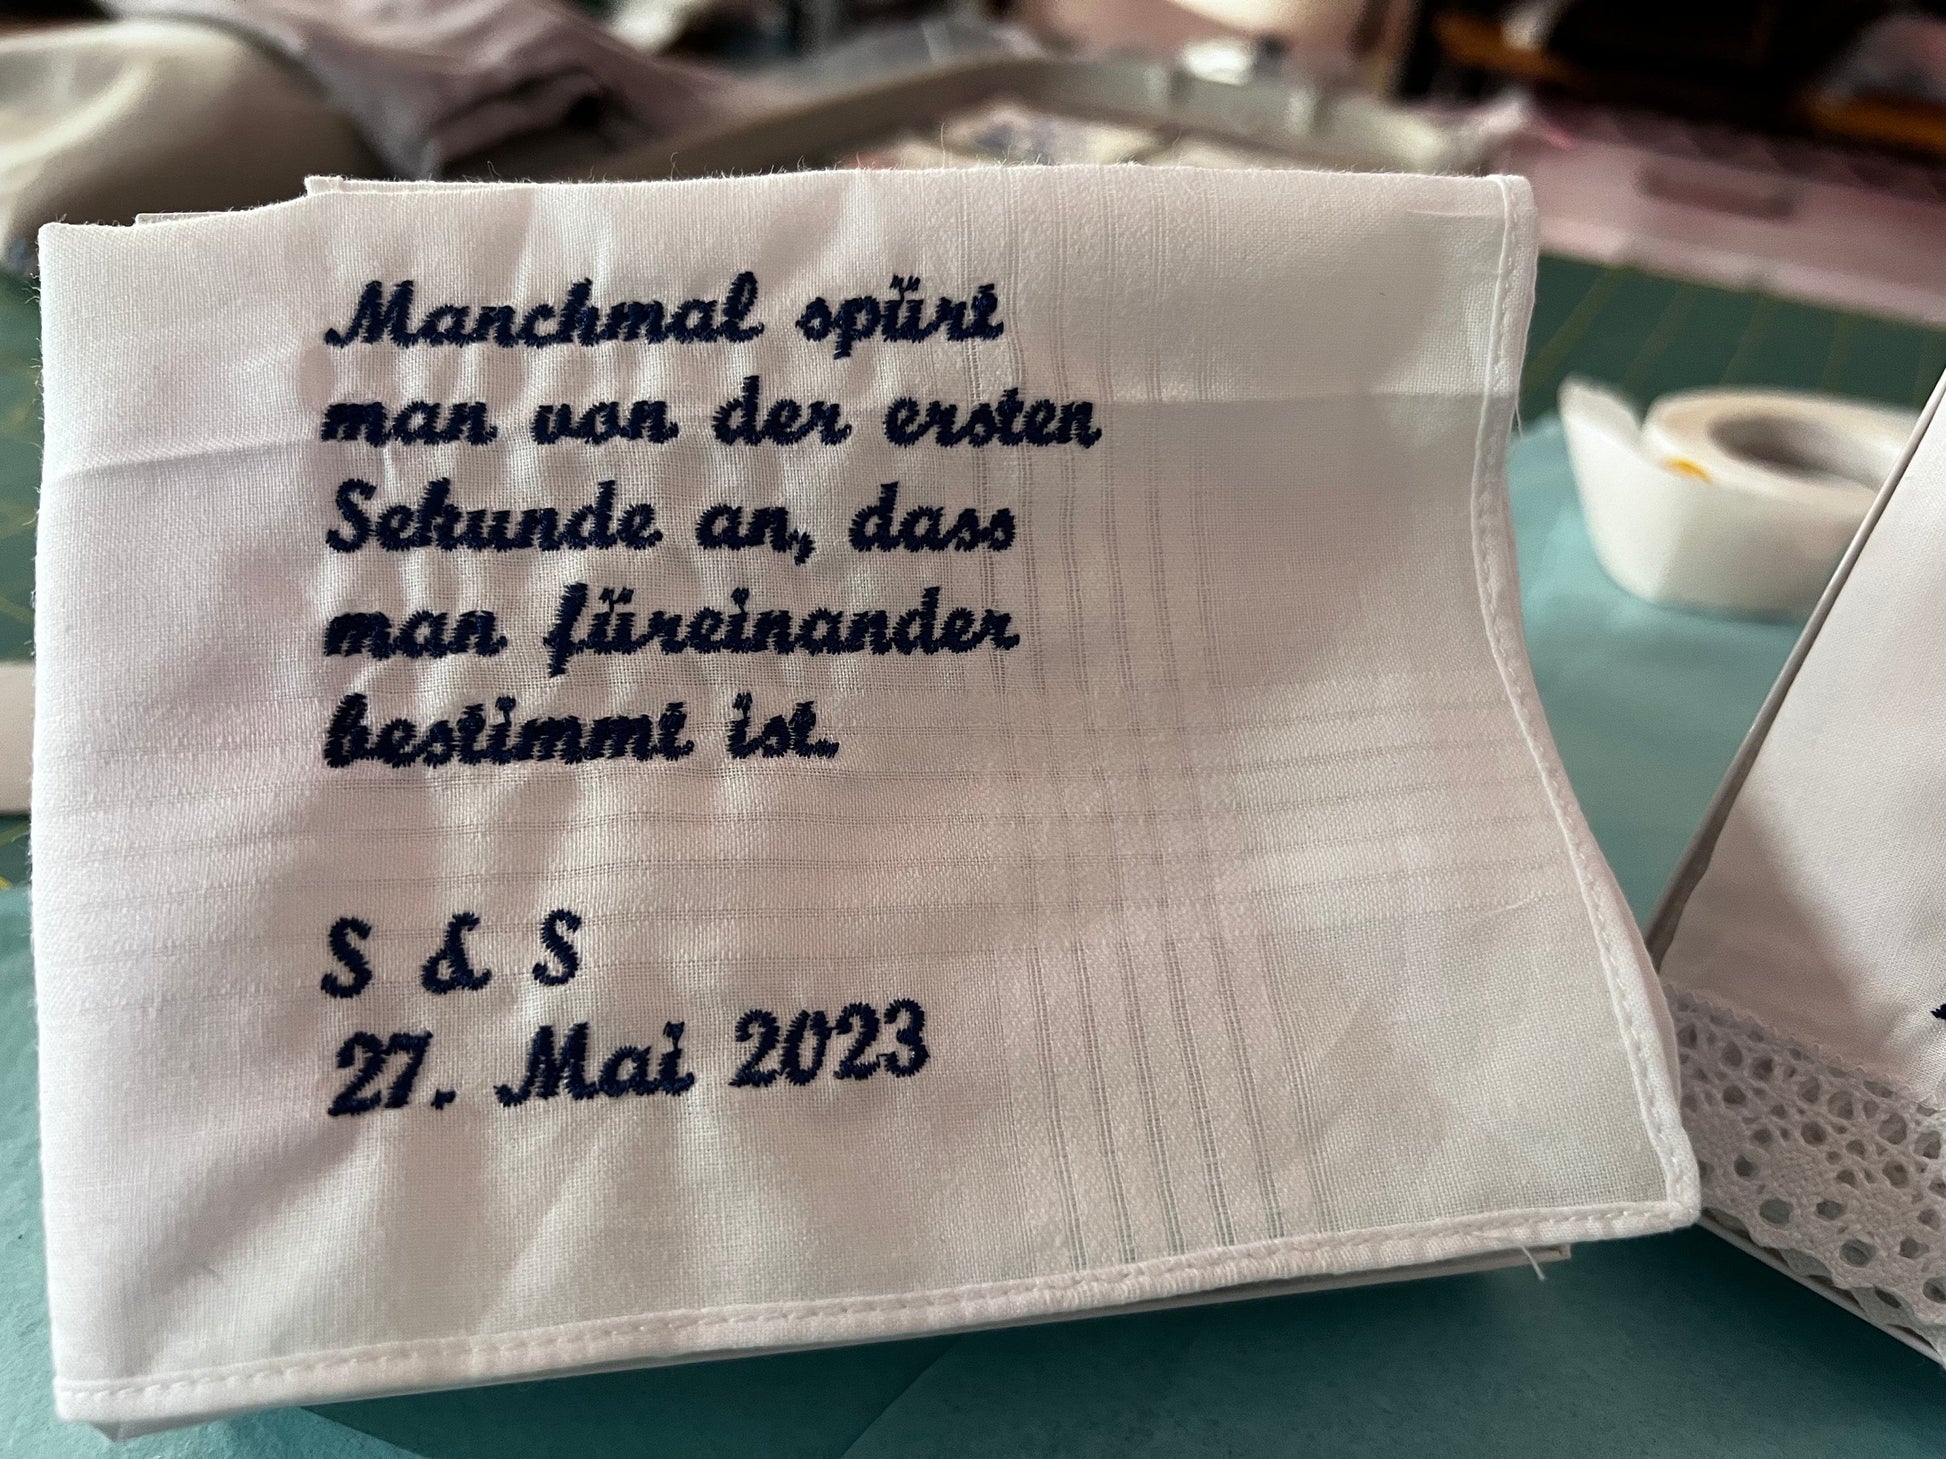 Manchmal spürt
man von der ersten
Sekunde an, dass
man füreinander
bestimmt ist.
S & S
27. Mai 2023